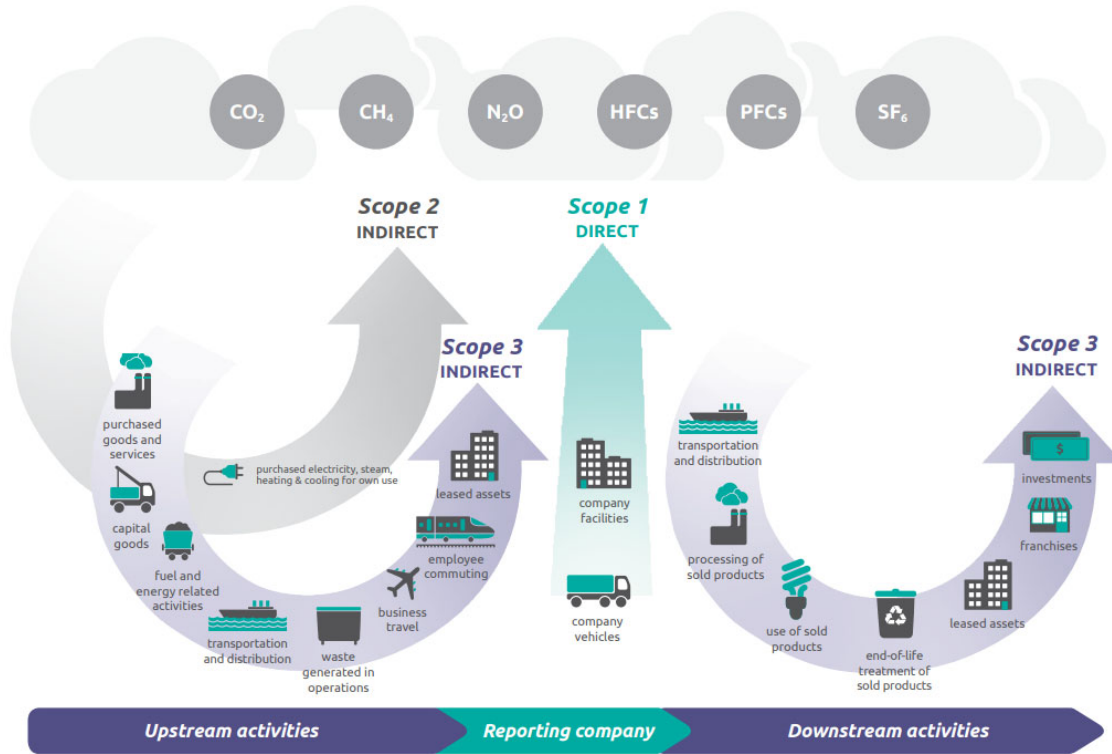 CO₂
CH₄
N₂O
HFCs
PFCs
SF₆
Scope 2
INDIRECT
Scope 1
DIRECT
Scope 3
INDIRECT
Scope 3
INDIRECT
purchased
goods and
services
capital
goods
fuel and
energy related
activities
transportation
and distribution
waste
generated in
operations
business
travel
employee
commuting
leased assets
purchased electricity, steam,
heating & cooling for own use
company
facilities
company
vehicles
transportation
and distribution
processing of
sold products
use of sold
products
end-of-life
treatment of
sold products
leased assets
franchises
$
investments
Upstream activities
Reporting company
Downstream activities